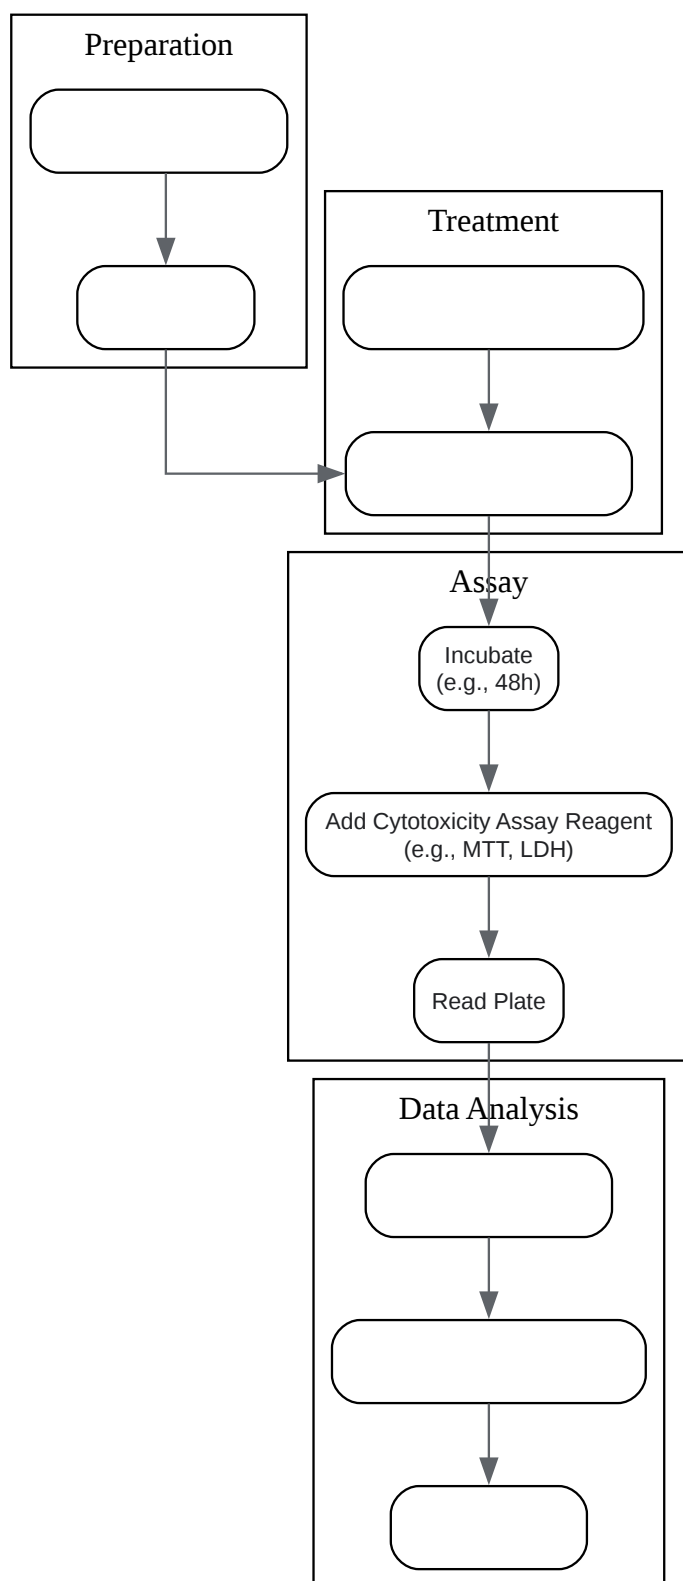 Preparation
Treatment
Assay
Incubate
(e.g., 48h)
Add Cytotoxicity Assay Reagent
(e.g., MTT, LDH)
Read Plate
Data Analysis